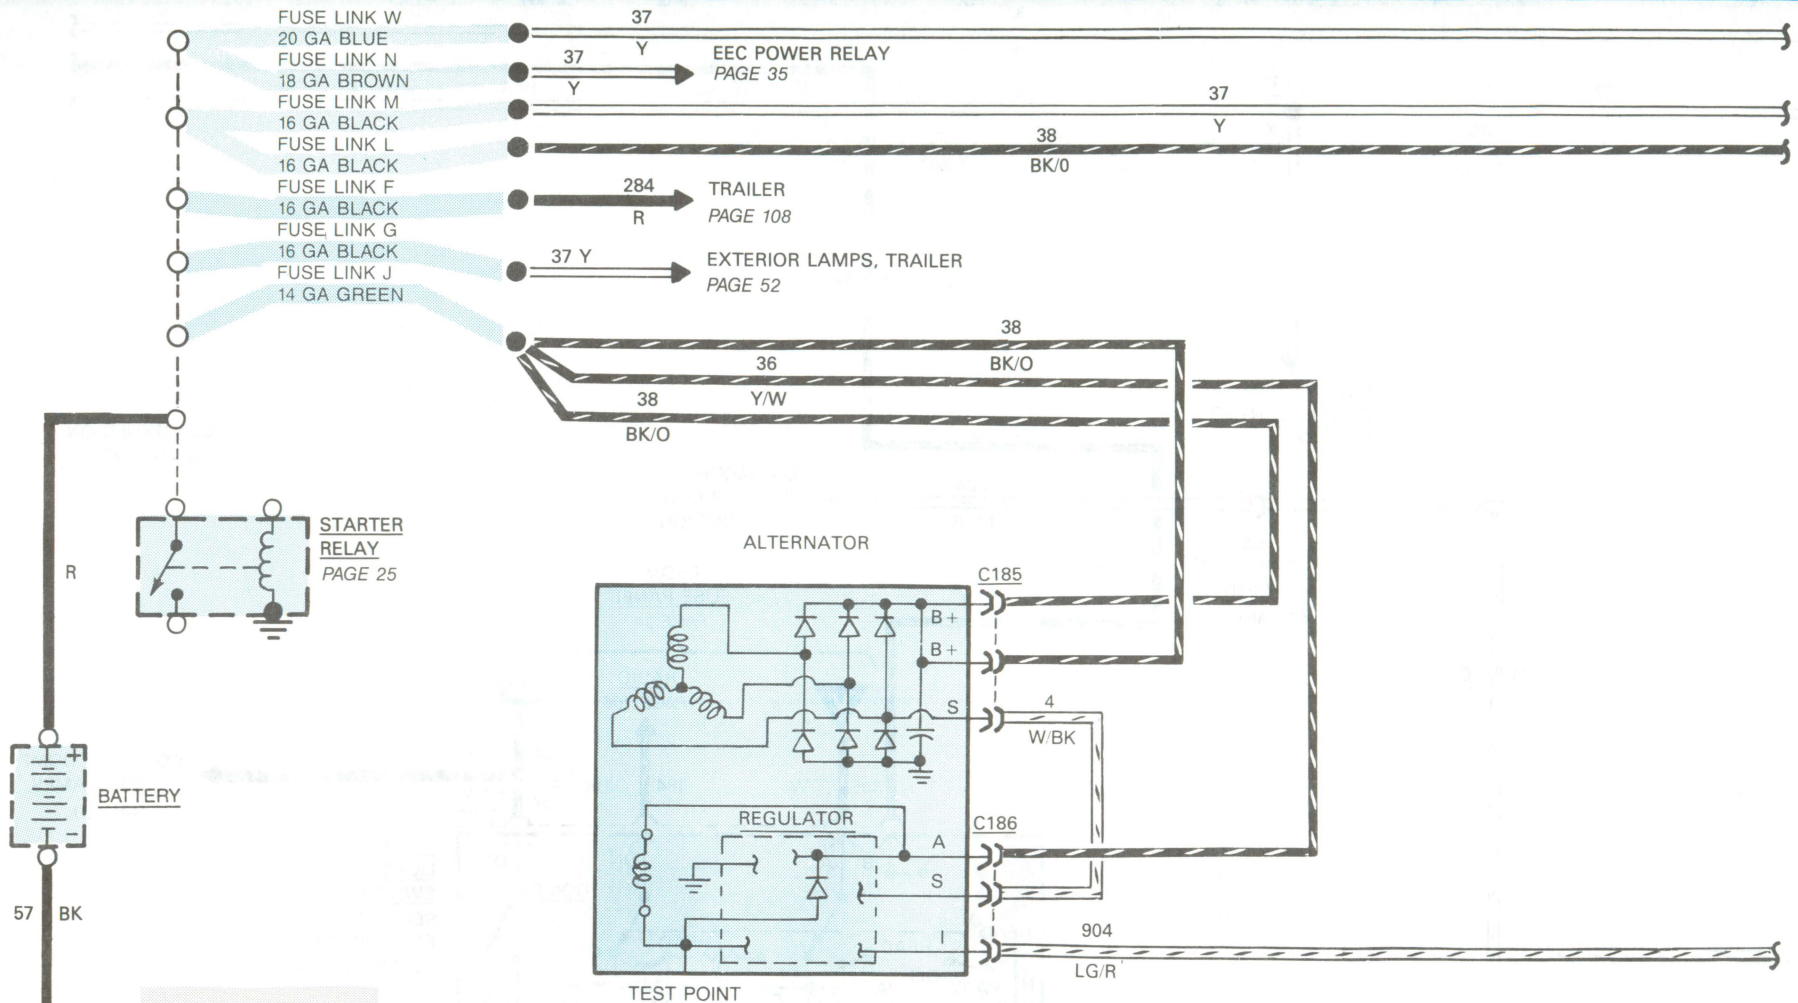 FUSE LINK W
20 GA BLUE
37
Y
FUSE LINK N
18 GA BROWN
37
Y
EEC POWER RELAY
PAGE 35
FUSE LINK M
16 GA BLACK
37
Y
FUSE LINK L
16 GA BLACK
38
BK/0
FUSE LINK F
16 GA BLACK
284
R
TRAILER
PAGE 108
FUSE LINK G
16 GA BLACK
37 Y
EXTERIOR LAMPS, TRAILER
PAGE 52
FUSE LINK J
14 GA GREEN
38
BK/O
36
Y/W
38
BK/O
STARTER
RELAY
PAGE 25
R
ALTERNATOR
C185
B+
B+
S
4
W/BK
+
BATTERY
-
REGULATOR
C186
A
S
I
904
LG/R
57 BK
TEST POINT